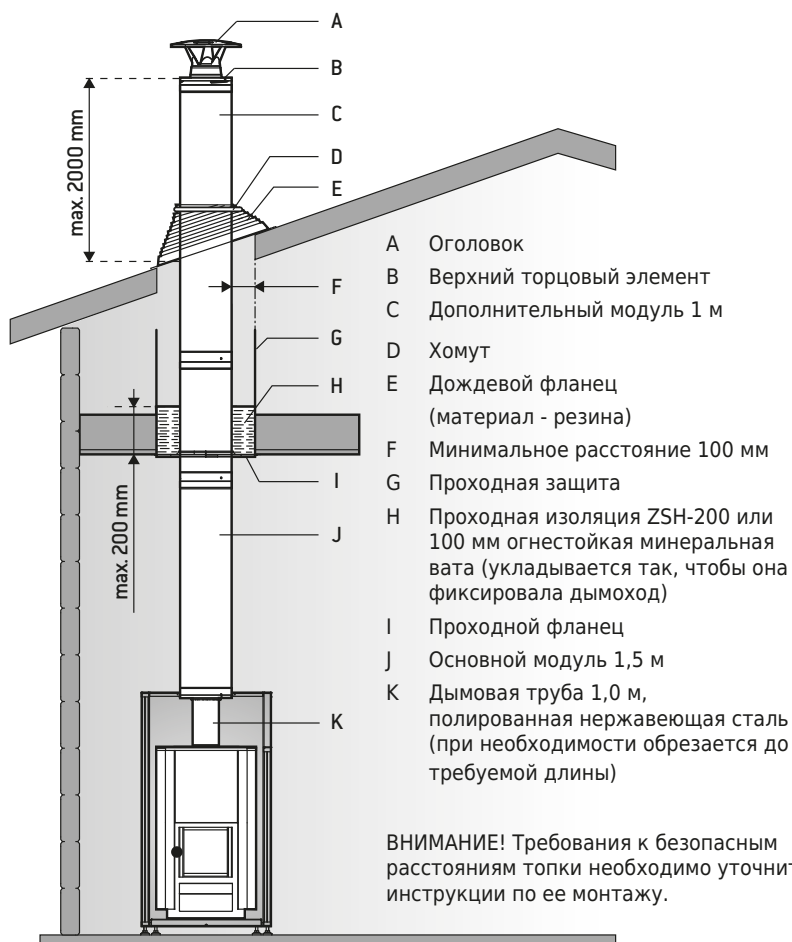 A
B
C
D
E
F
G
H
I
J
K
max. 2000 mm
max. 200 mm
A Оголовок
B Верхний торцовый элемент
C Дополнительный модуль 1 м
D Хомут
E Дождевой фланец
(материал - резина)
F Минимальное расстояние 100 мм
G Проходная защита
H Проходная изоляция ZSH-200 или
100 мм огнестойкая минеральная
вата (укладывается так, чтобы она
фиксировала дымоход)
I Проходной фланец
J Основной модуль 1,5 м
K Дымовая труба 1,0 м,
полированная нержавеющая сталь
(при необходимости обрезается до
требуемой длины)
ВНИМАНИЕ! Требования к безопасным
расстояниям топки необходимо уточнит
инструкции по ее монтажу.